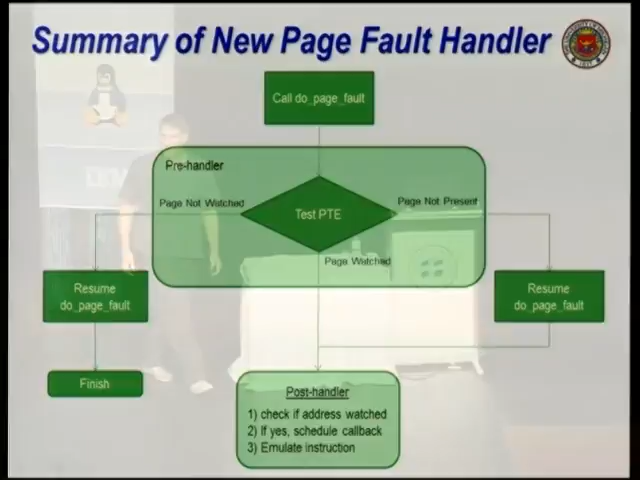 Summary of New Page Fault Handler
Call do_page_fault
Pre-handler
Page Not Watched
Test PTE
Page Not Present
Page Watched
Resume
do_page_fault
Resume
do_page_fault
Finish
Post-handler
1) check if address watched
2) If yes, schedule callback
3) Emulate instruction